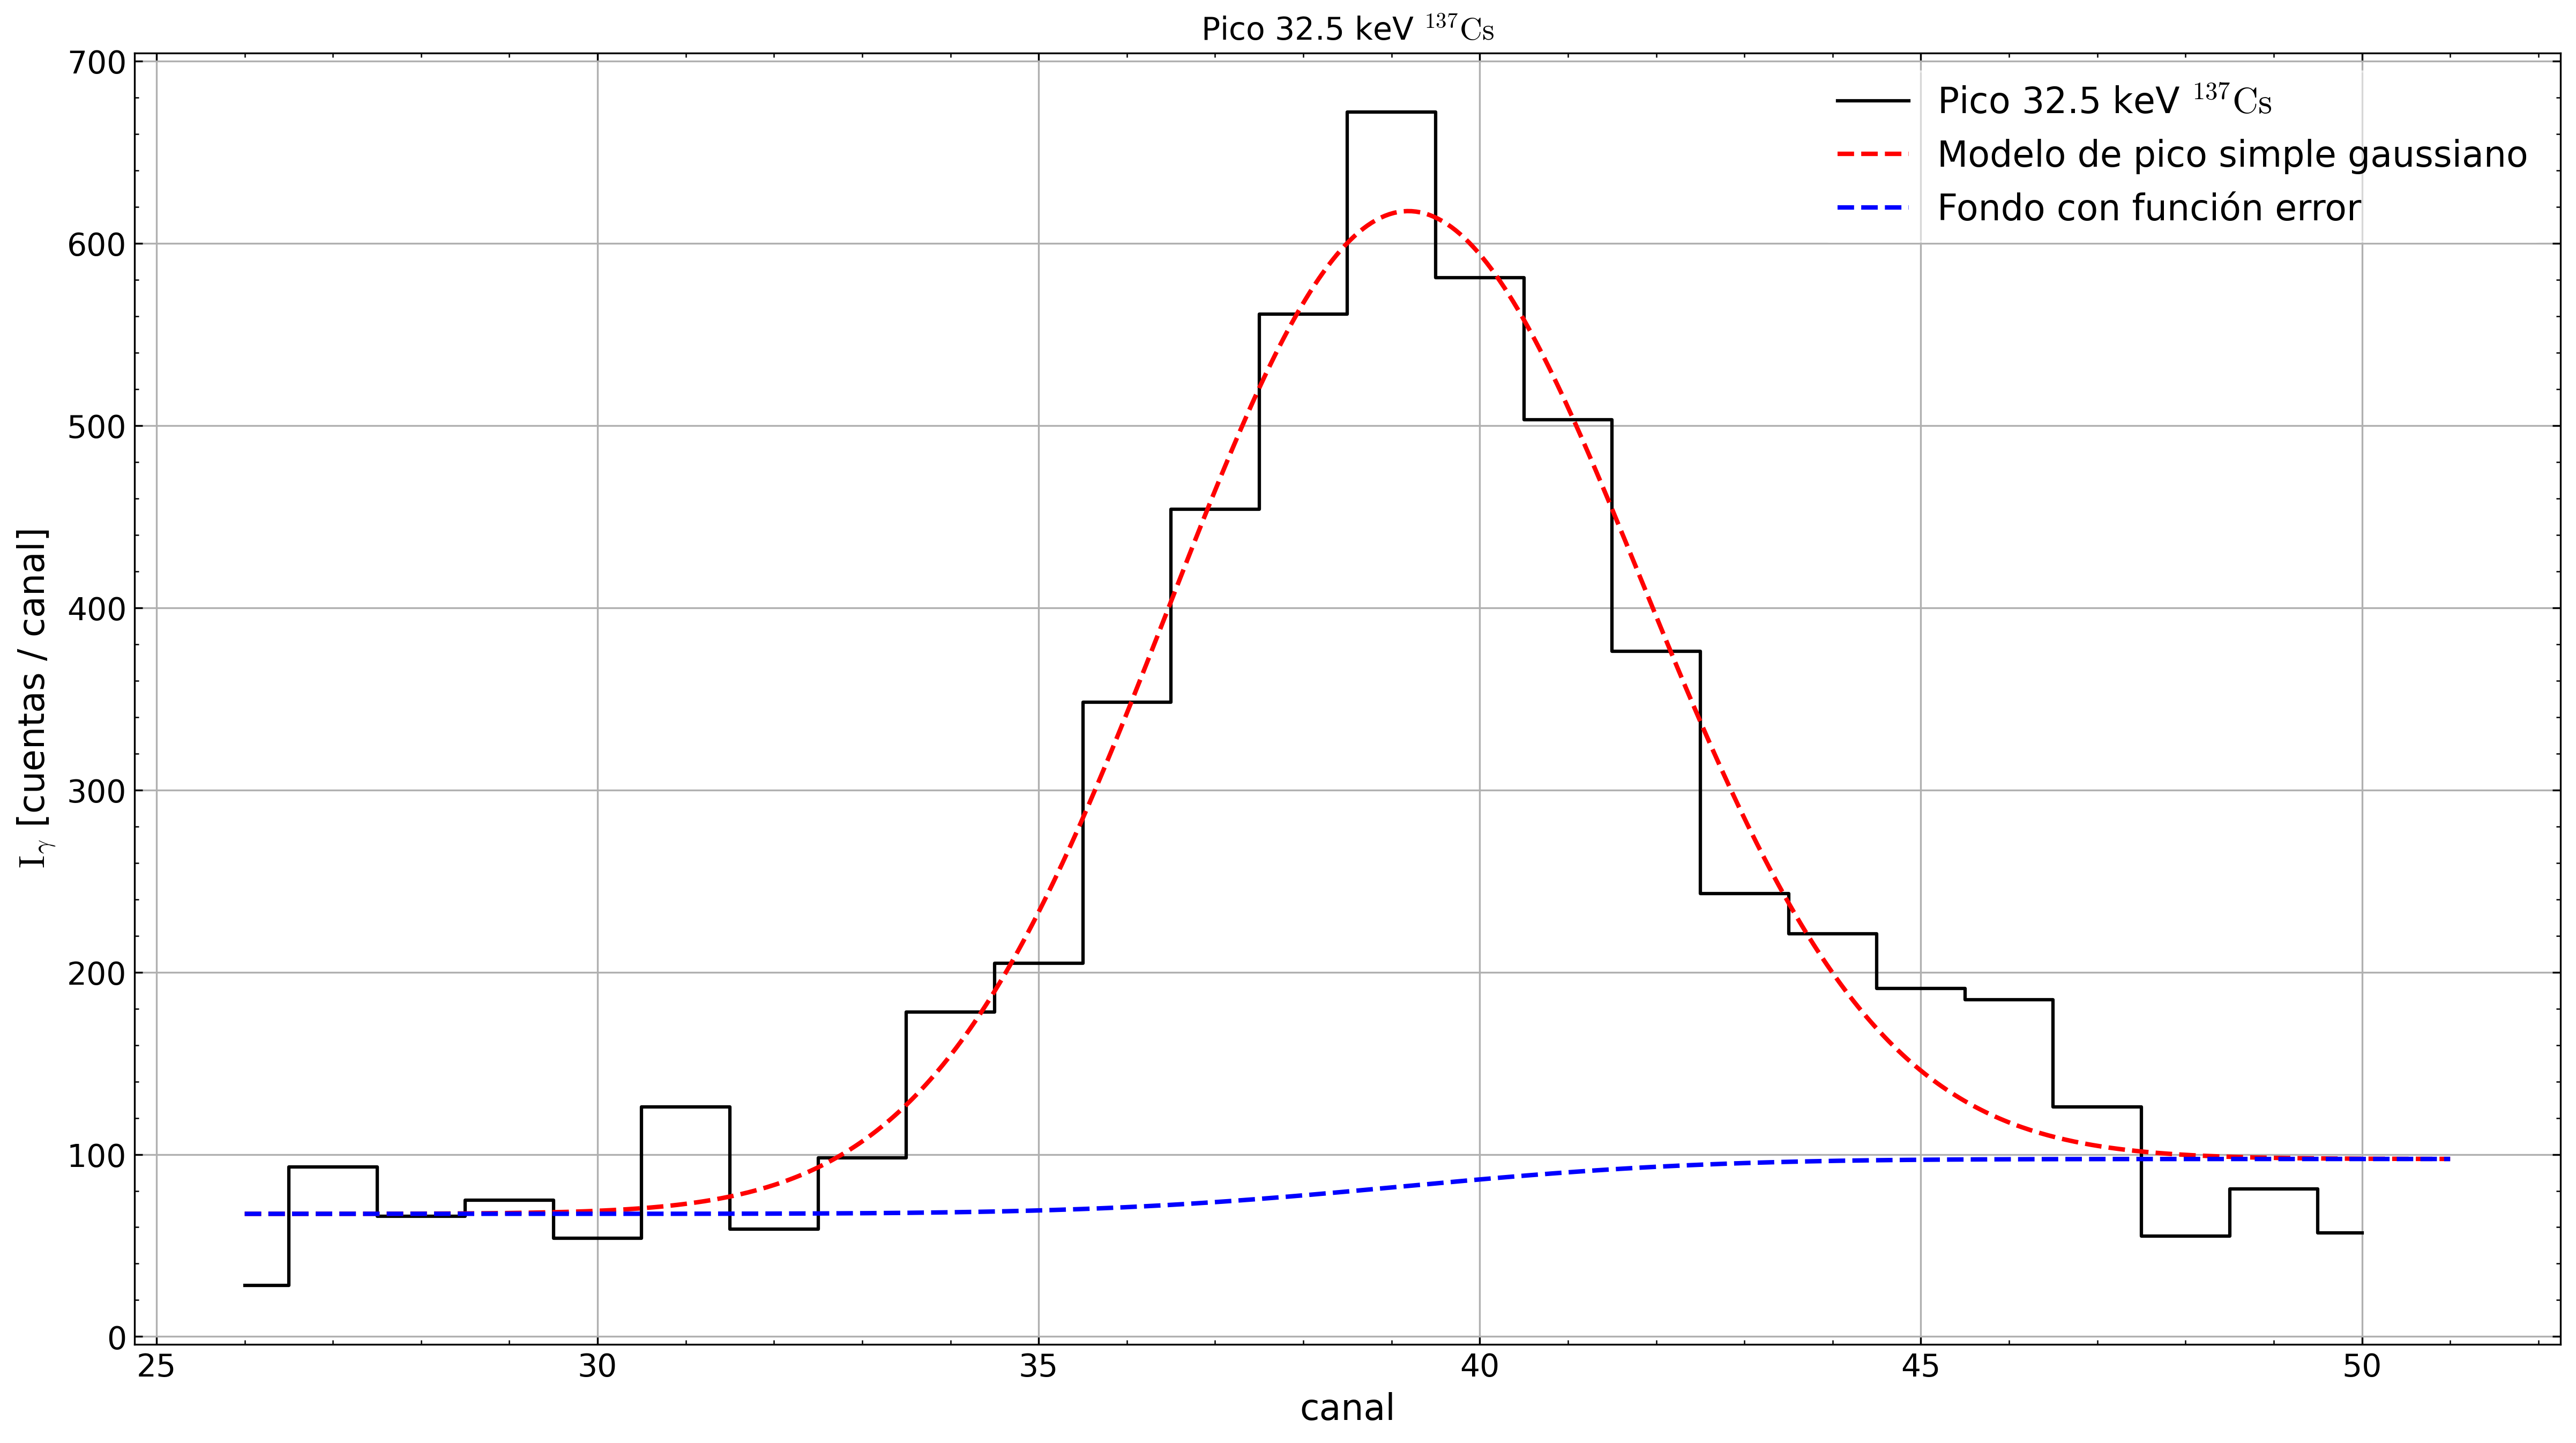 Pico 32.5 keV ¹³⁷Cs
700
600
500
400
300
200
100
0
I_γ [cuentas / canal]
Pico 32.5 keV ¹³⁷Cs
Modelo de pico simple gaussiano
Fondo con función error
25 30 35 40 45 50
canal